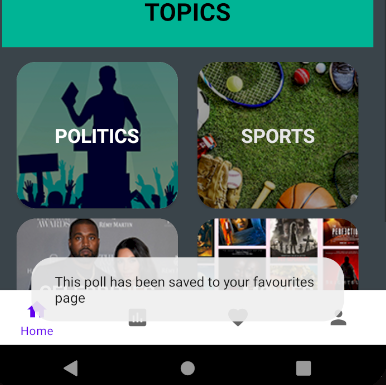 TOPICS
POLITICS
SPORTS
This poll has been saved to your favourites
page
Home